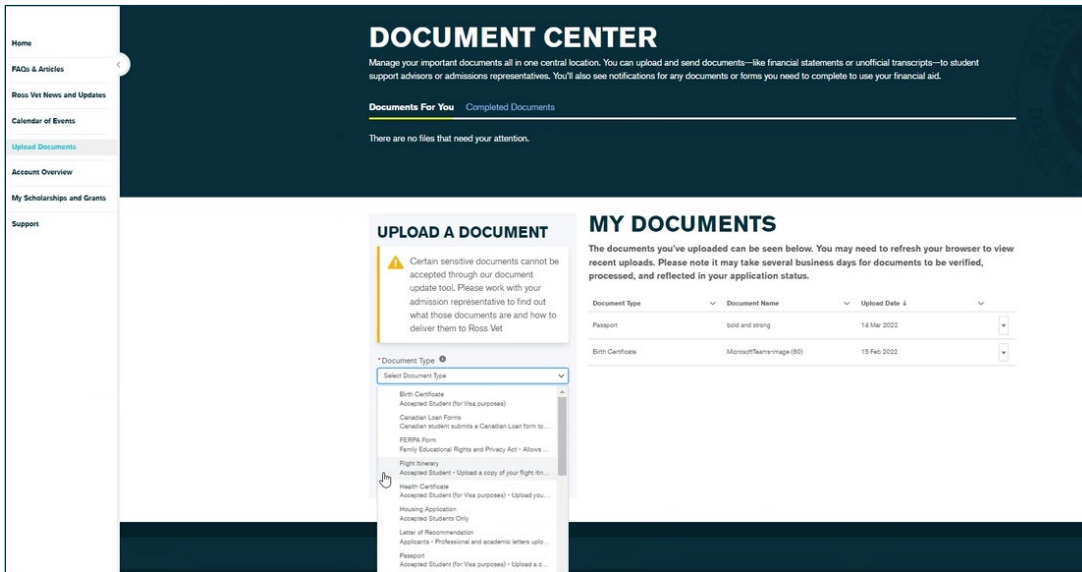 Home
FAQs & Articles
Ross Vet News and Updates
Calendar of Events
Upload Documents
Account Overview
My Scholarships and Grants
Support
DOCUMENT CENTER
Manage your important documents all in one central location. You can upload and send documents—like financial statements or unofficial transcripts—to student
support advisors or admissions representatives. You'll also see notifications for any documents or forms you need to complete to use your financial aid.
Documents For You Completed Documents
There are no files that need your attention.
UPLOAD A DOCUMENT
Certain sensitive documents cannot be
accepted through our document
update tool. Please work with your
admission representative to find out
what those documents are and how to
deliver them to Ross Vet
*Document Type
Select Document Type
Birth Certificate
Accepted Student (for Visa purposes)
Canadian Loan Forms
Canadian student submits a Canadian Loan form to...
FERPA Form
Family Educational Rights and Privacy Act - Allows ...
Flight Itinerary
Accepted Student - Upload a copy of your flight itin...
Health Certificate
Accepted Student (for Visa purposes) - Upload you...
Housing Application
Accepted Students Only
Letter of Recommendation
Applicants - Professional and academic letters uplo...
Passport
Accepted Student (for Visa purposes) - Upload a c...
MY DOCUMENTS
The documents you've uploaded can be seen below. You may need to refresh your browser to view
recent uploads. Please note it may take several business days for documents to be verified,
processed, and reflected in your application status.
Document Type Document Name Upload Date ↓
Passport bold and strong 14 Mar 2022
Birth Certificate MicrosoftTeams-image (60) 15 Feb 2022